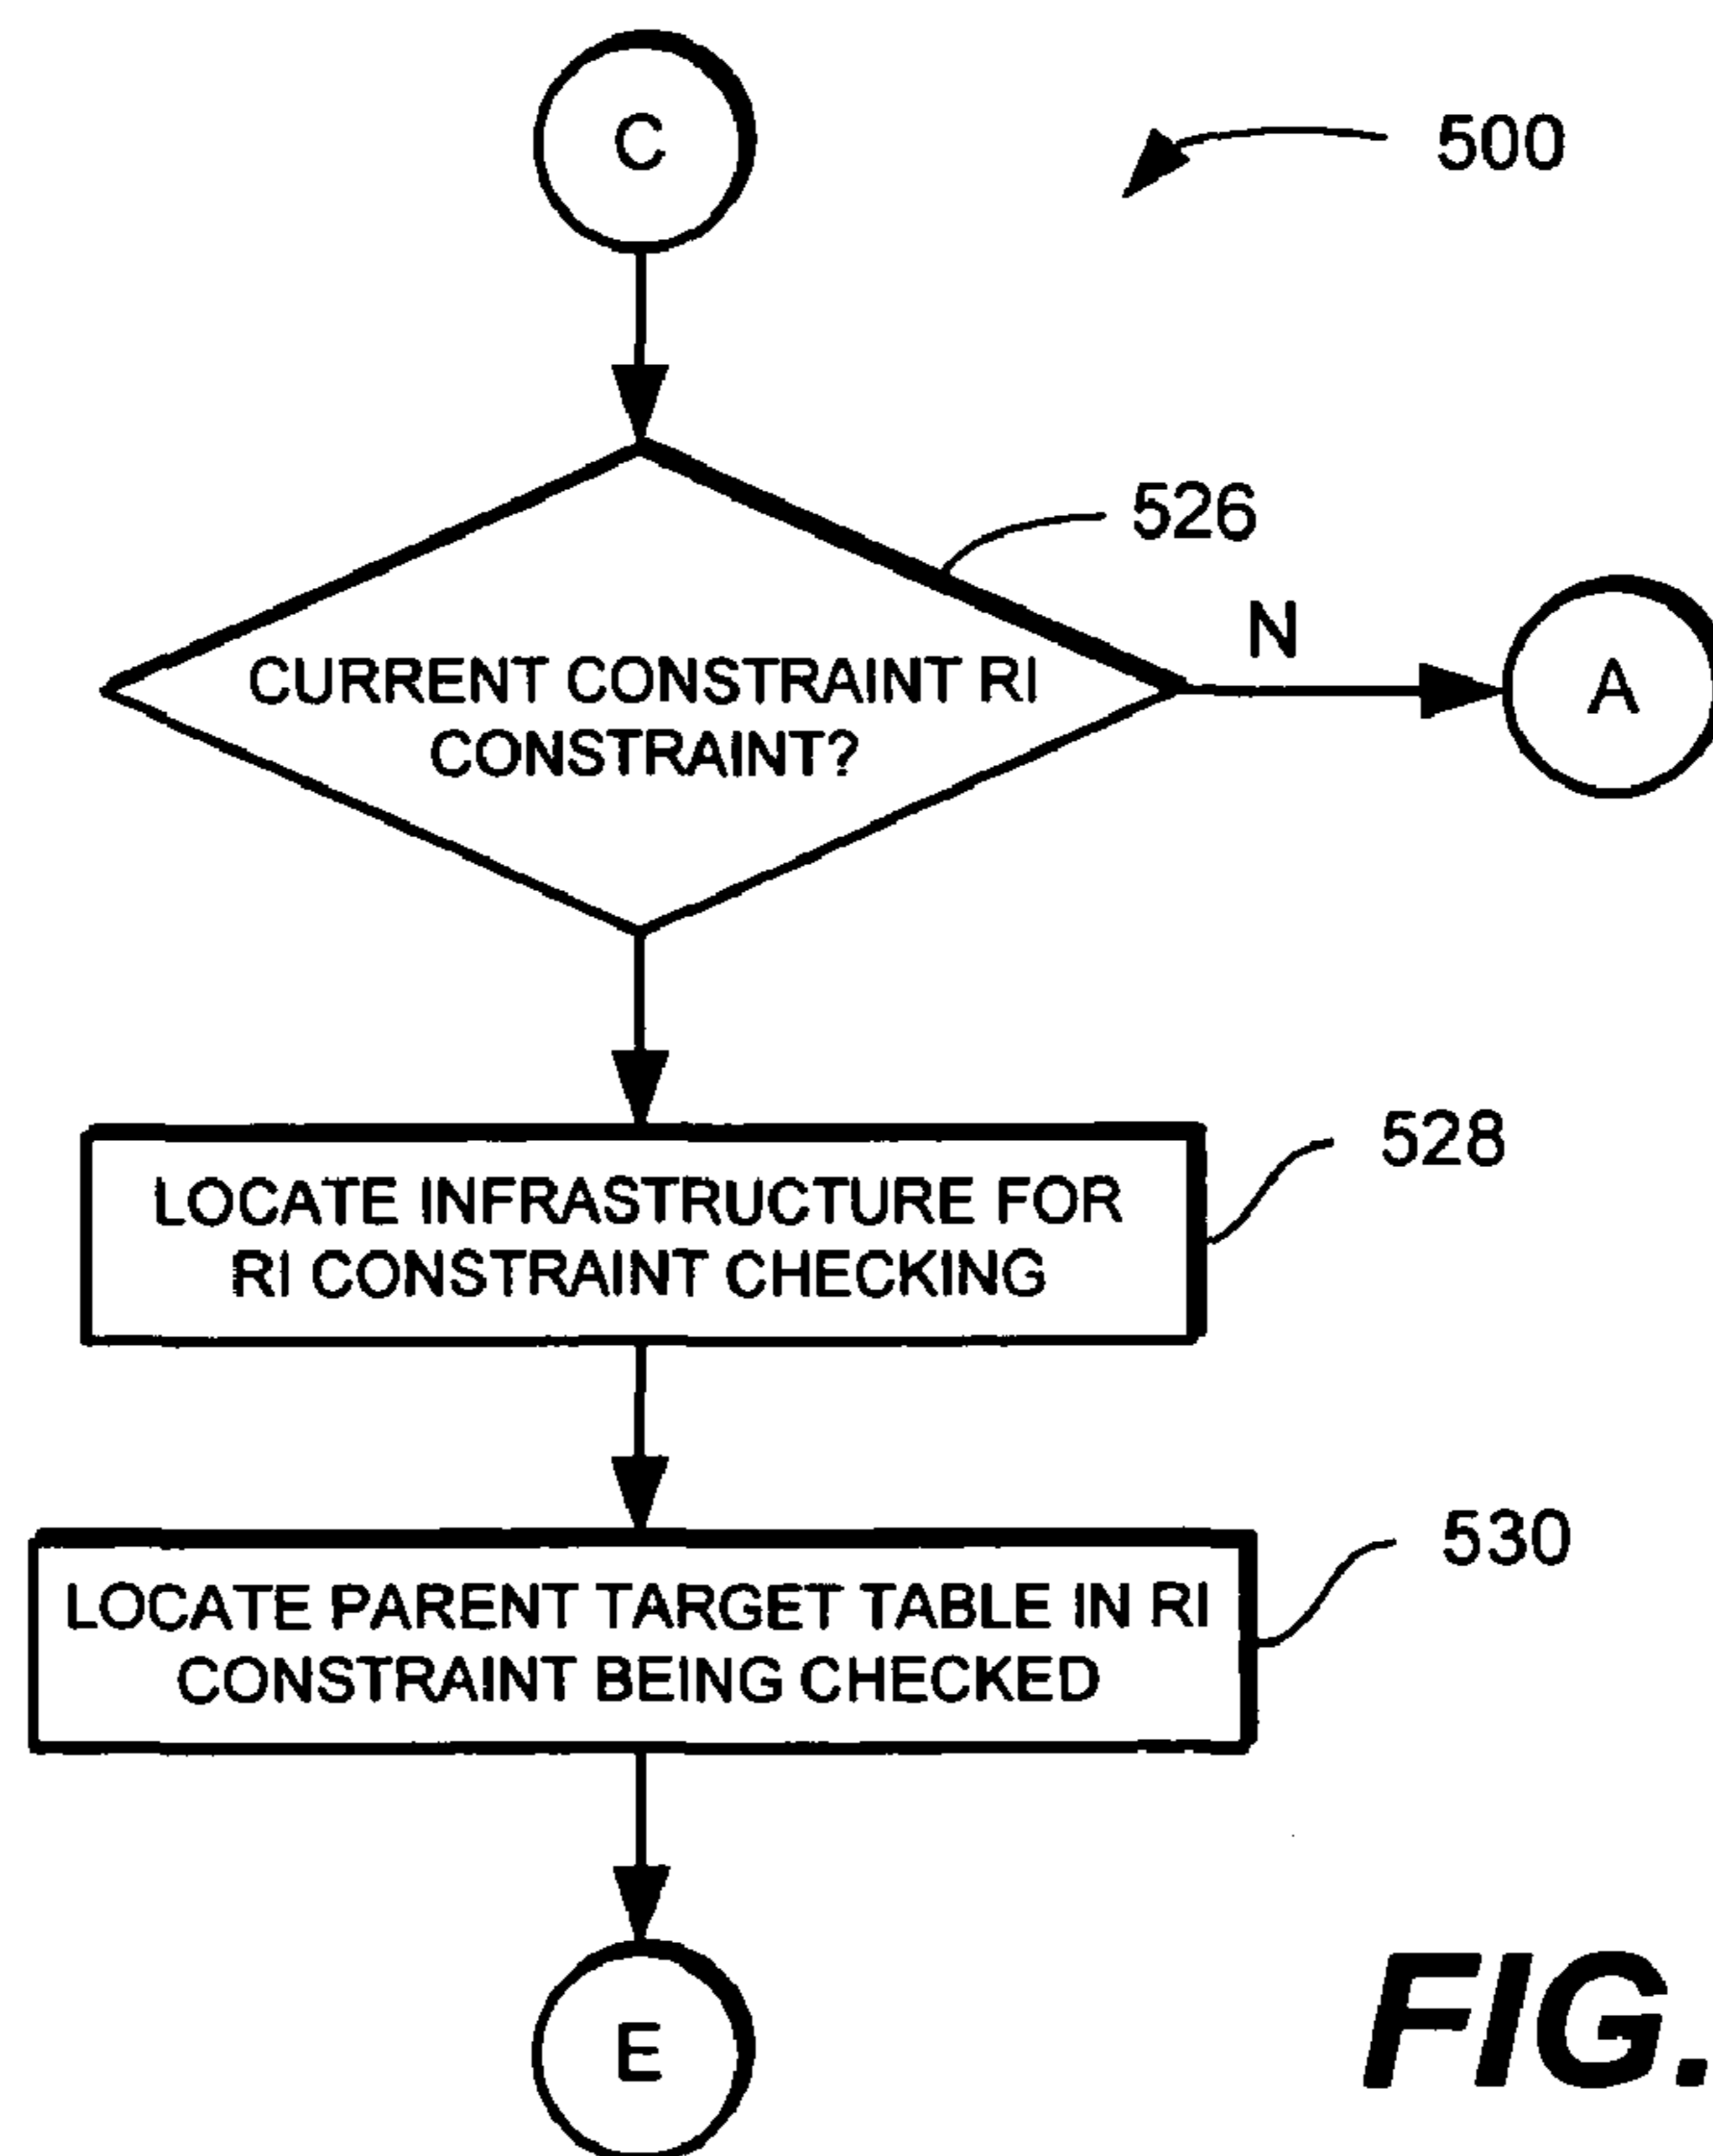 C
500
526
N
CURRENT CONSTRAINT RI
CONSTRAINT?
A
528
LOCATE INFRASTRUCTURE FOR
RI CONSTRAINT CHECKING
530
LOCATE PARENT TARGET TABLE IN RI
CONSTRAINT BEING CHECKED
E
FIG.